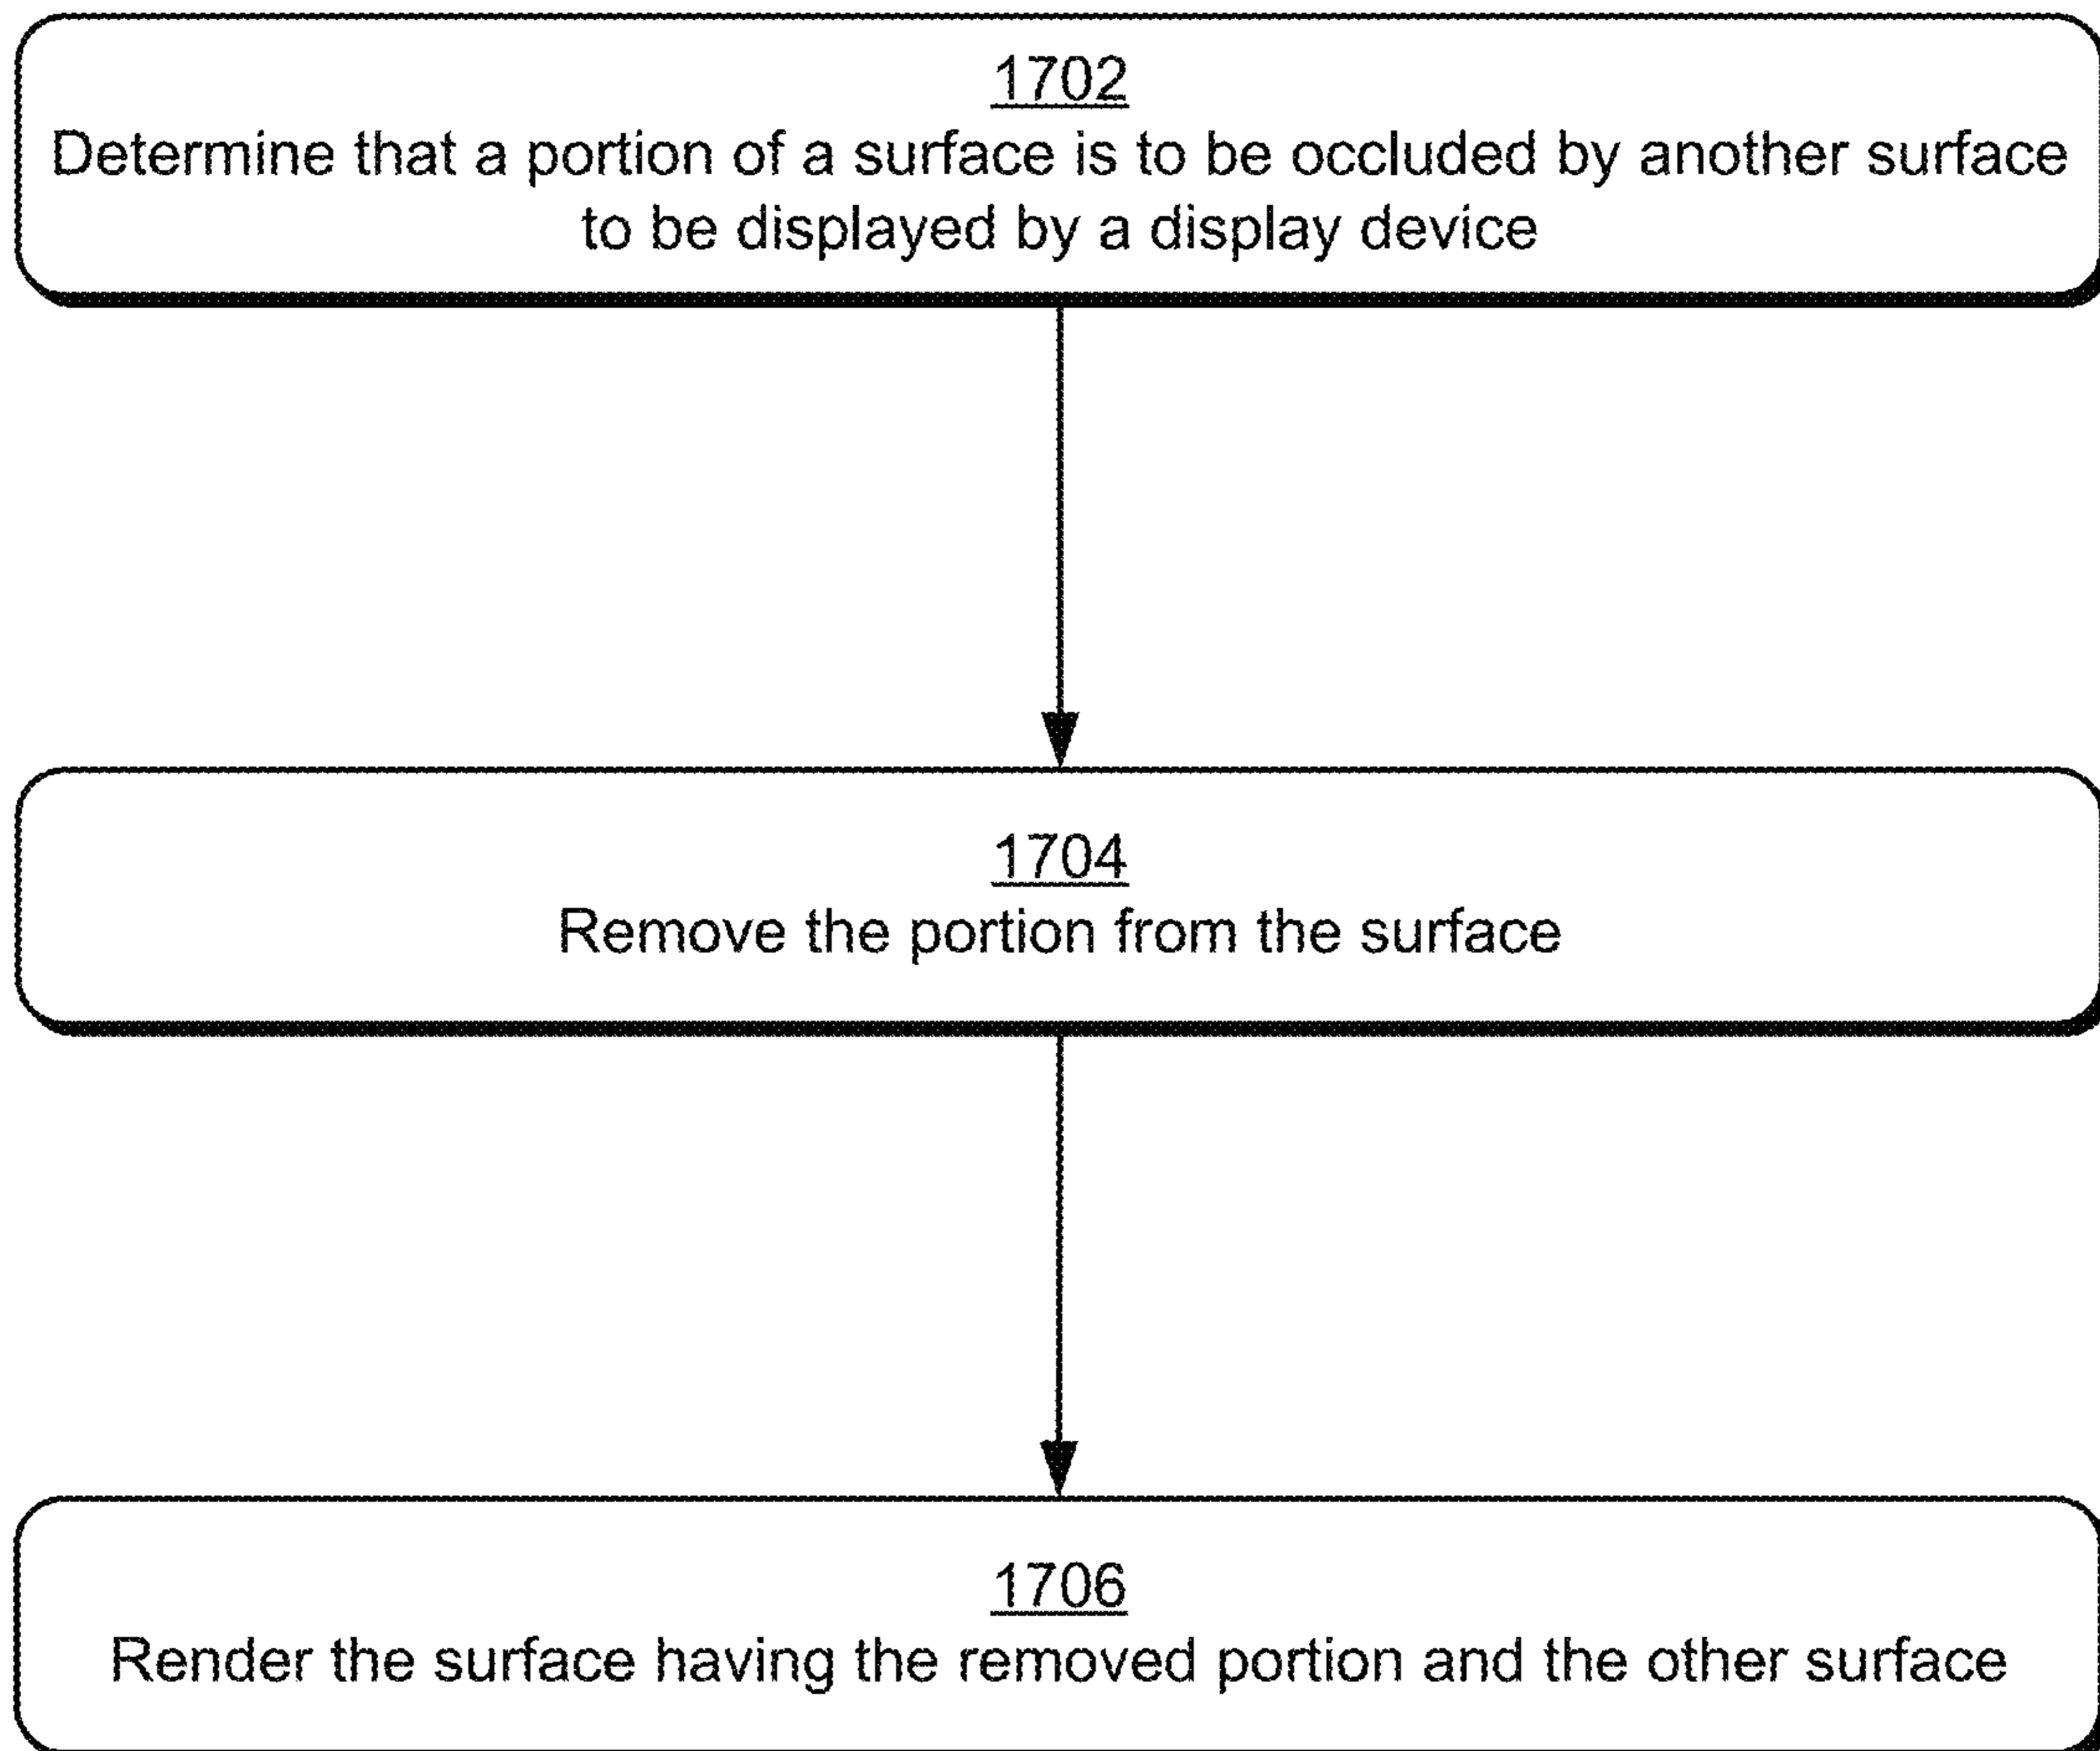 1702
Determine that a portion of a surface is to be occluded by another surface
to be displayed by a display device
1704
Remove the portion from the surface
1706
Render the surface having the removed portion and the other surface